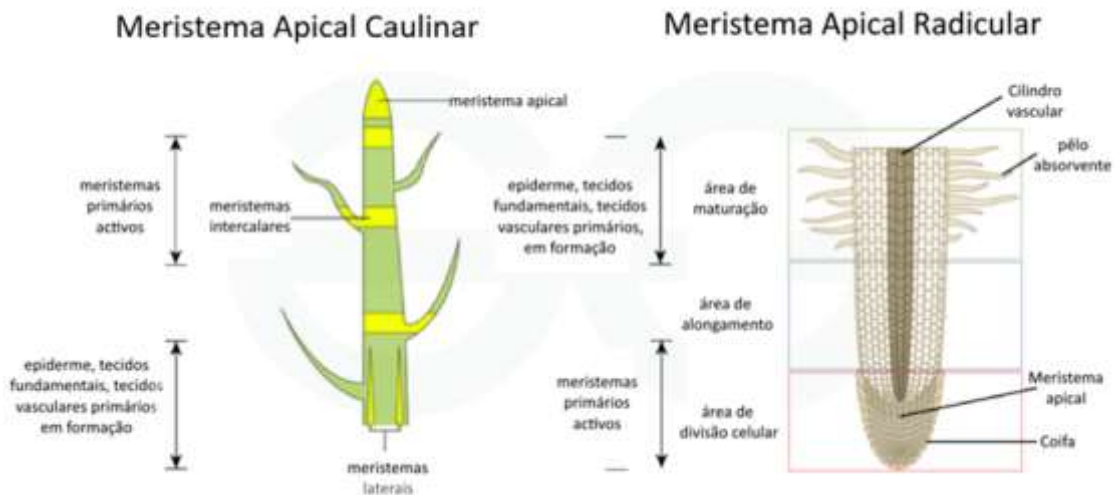 Meristema Apical Caulinar
meristema apical
meristemas
primários
activos
meristemas
intercalares
epiderme, tecidos
fundamentais, tecidos
vasculares primários
em formação
meristemas
laterais
Meristema Apical Radicular
Cilindro
vascular
pêlo
absorvente
epiderme, tecidos
fundamentais, tecidos
vasculares primários,
em formação
área de
maturação
área de
alongamento
meristemas
primários
activos
área de
divisão celular
Meristema
apical
Coifa